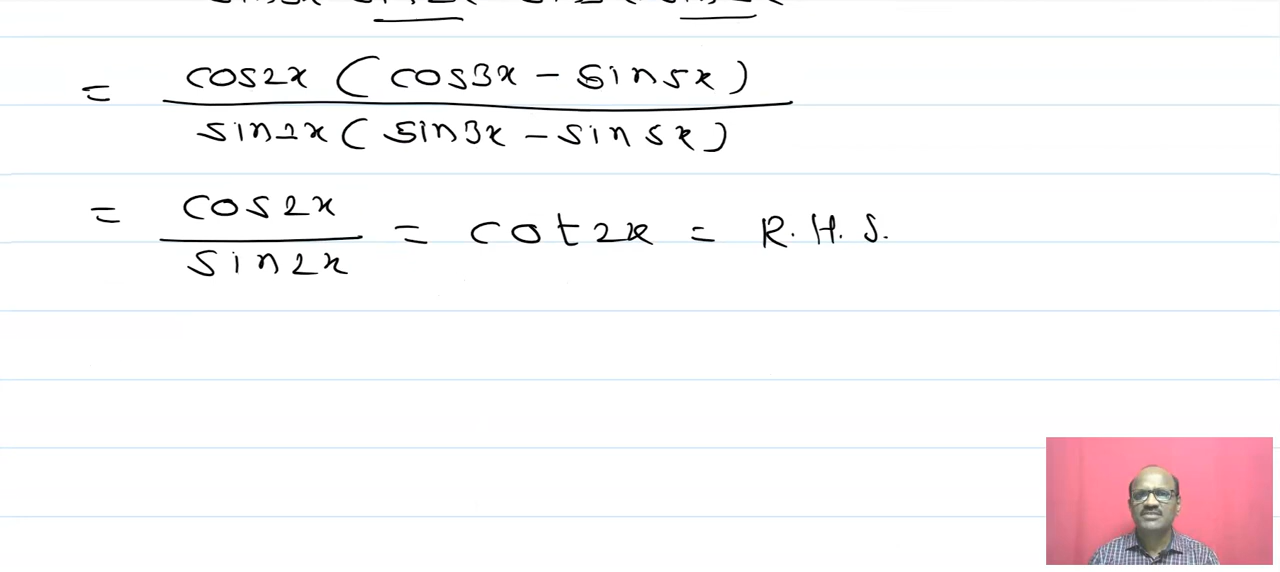 = cos2x (cos3x - sin5x)
sin2x (sin3x - sin5x)
= cos2x
sin2x = cot2x = R.H.S.